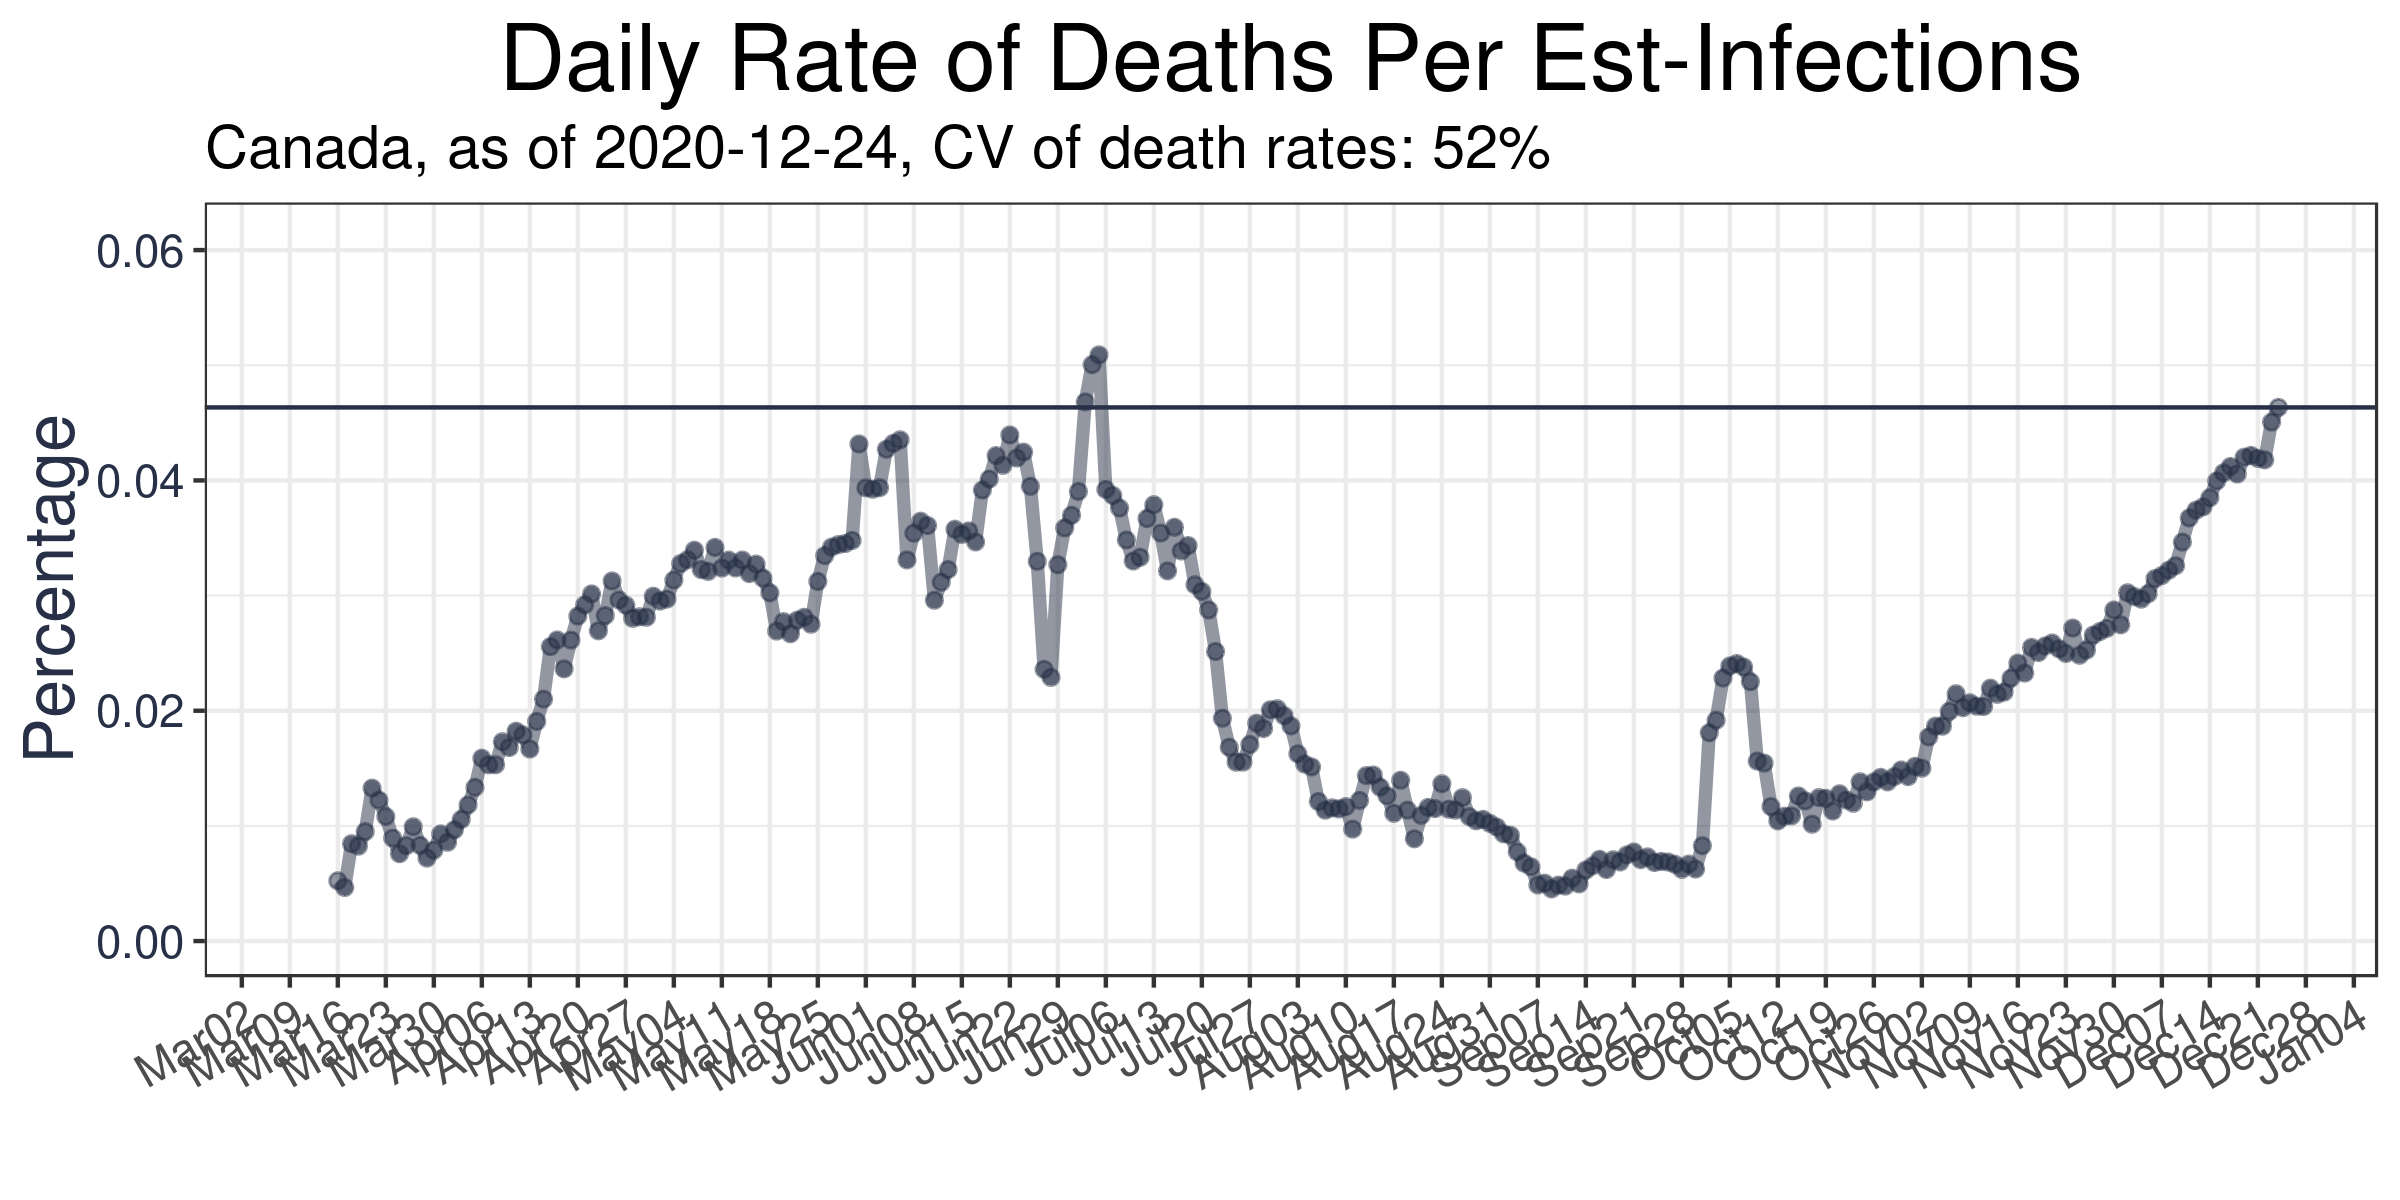 Daily Rate of Deaths Per Est-Infections
Canada, as of 2020-12-24, CV of death rates: 52%
Percentage
0.06
0.04
0.02
0.00
Mar02
Mar09
Mar16
Mar23
Mar30
Apr06
Apr13
Apr20
Apr27
May04
May11
May18
May25
Jun01
Jun08
Jun15
Jun22
Jun29
Jul06
Jul13
Jul20
Jul27
Aug03
Aug10
Aug17
Aug24
Aug31
Sep07
Sep14
Sep21
Sep28
Oct05
Oct12
Oct19
Oct26
Nov02
Nov09
Nov16
Nov23
Nov30
Dec07
Dec14
Dec21
Dec28
Jan04